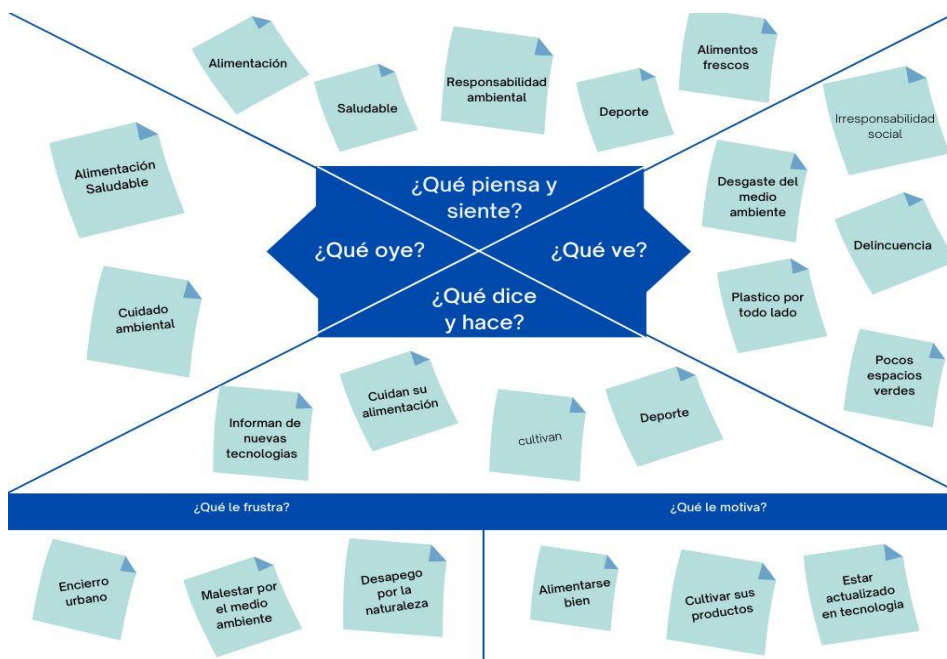 Alimentación
Saludable
Responsabilidad
ambiental
Deporte
Alimentos
frescos
¿Qué piensa y
siente?
Alimentación
Saludable
Cuidado
ambiental
¿Qué oye?
¿Qué ve?
Irresponsabilidad
social
Desgaste del
medio
ambiente
Delincuencia
Plastico por
todo lado
Pocos
espacios
verdes
¿Qué dice
y hace?
Informan de
nuevas
tecnologias
Cuidan su
alimentación
cultivan
Deporte
¿Qué le frustra?
Encierro
urbano
Malestar por
el medio
ambiente
Desapego
por la
naturaleza
¿Qué le motiva?
Alimentarse
bien
Cultivar sus
productos
Estar
actualizado
en tecnologia